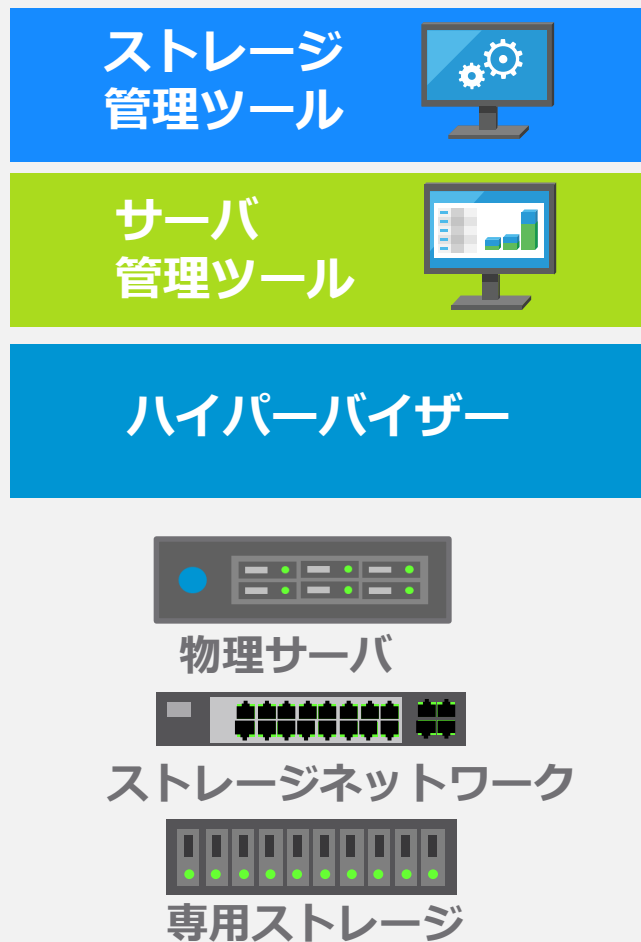 ストレージ
管理ツール
サーバ
管理ツール
ハイパーバイザー
物理サーバ
ストレージネットワーク
専用ストレージ